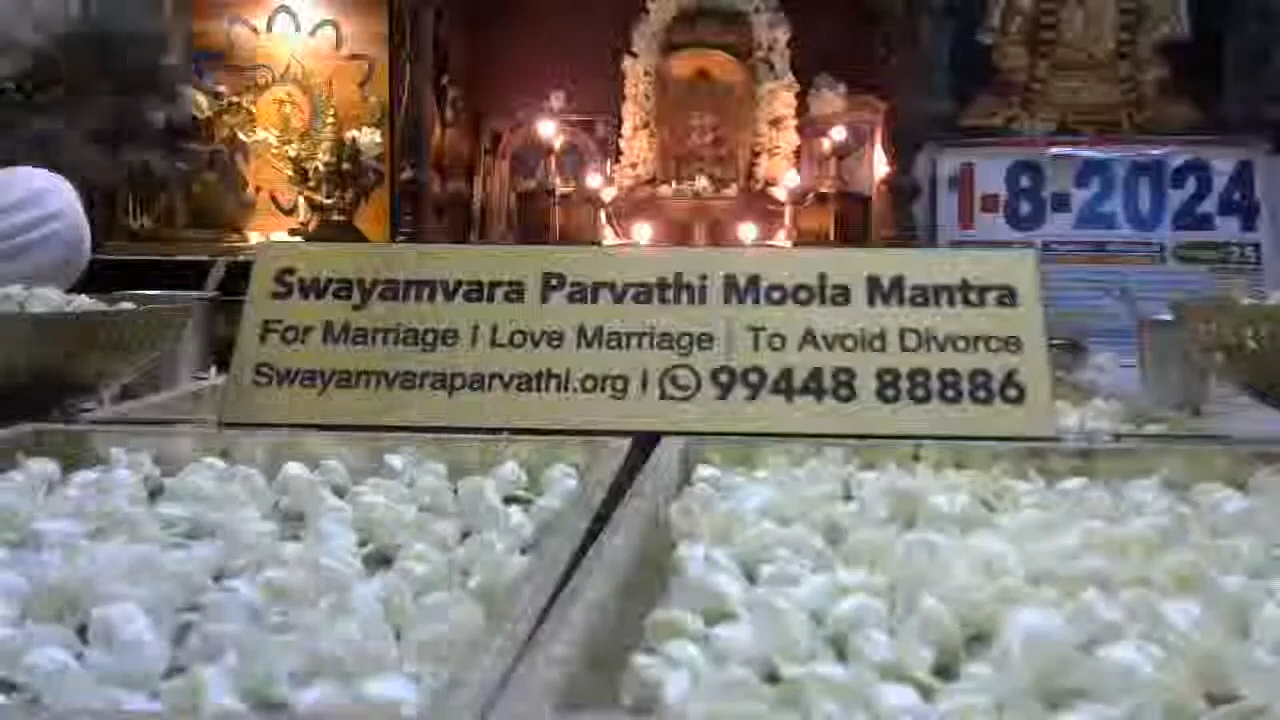 1-8-2024
Swayamvara Parvathi Moola Mantra
For Marriage | Love Marriage | To Avoid Divorce
Swayamvaraparvathi.org | 99448 88886